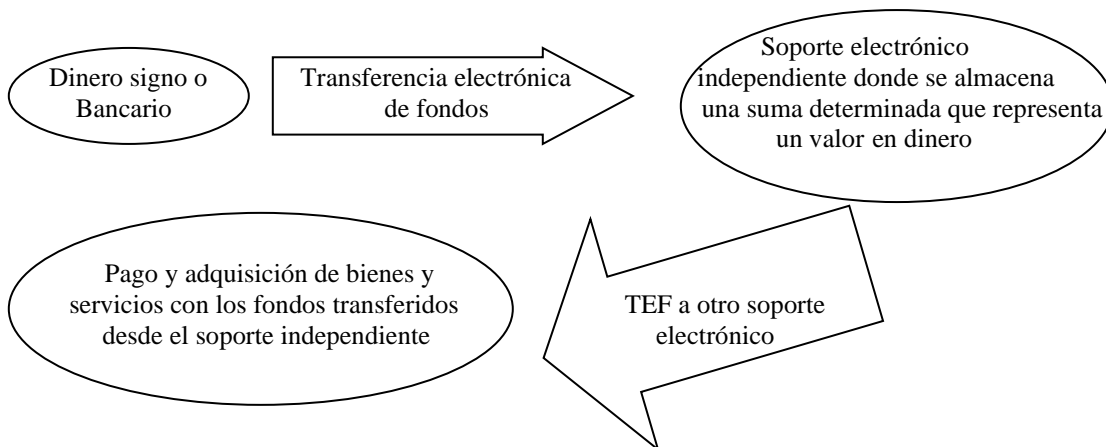 Dinero signo o
Bancario
Transferencia electrónica
de fondos
Soporte electrónico
independiente donde se almacena
una suma determinada que representa
un valor en dinero
TEF a otro soporte
electrónico
Pago y adquisición de bienes y
servicios con los fondos transferidos
desde el soporte independiente